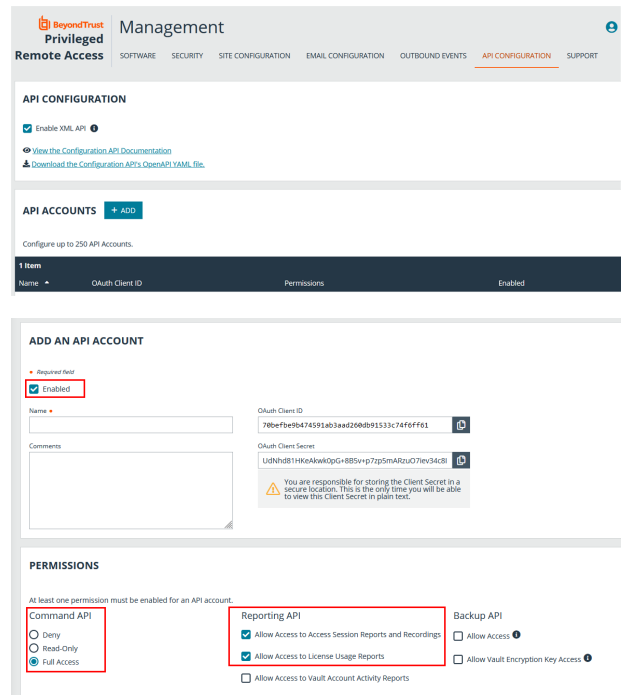 BeyondTrust
Privileged
Remote Access
Management
SOFTWARE SECURITY SITE CONFIGURATION EMAIL CONFIGURATION OUTBOUND EVENTS API CONFIGURATION SUPPORT
API CONFIGURATION
Enable XML API
View the Configuration API Documentation
Download the Configuration API's OpenAPI YAML file.
API ACCOUNTS + ADD
Configure up to 250 API Accounts.
1 Item
Name OAuth Client ID Permissions Enabled
ADD AN API ACCOUNT
• Required field
Enabled
Name • OAuth Client ID
70befbe9b474591ab3aad260db91533c74f6ff61
Comments OAuth Client Secret
UdNhd81HKeAkwk0pG+8B5v+p7zp5mARzuO7Iev34c8I
You are responsible for storing the Client Secret in a
secure location. This is the only time you will be able
to view this Client Secret in plain text.
PERMISSIONS
At least one permission must be enabled for an API account.
Command API Reporting API Backup API
Deny Allow Access to Access Session Reports and Recordings Allow Access
Read-Only
Full Access Allow Access to License Usage Reports Allow Vault Encryption Key Access
Allow Access to Vault Account Activity Reports